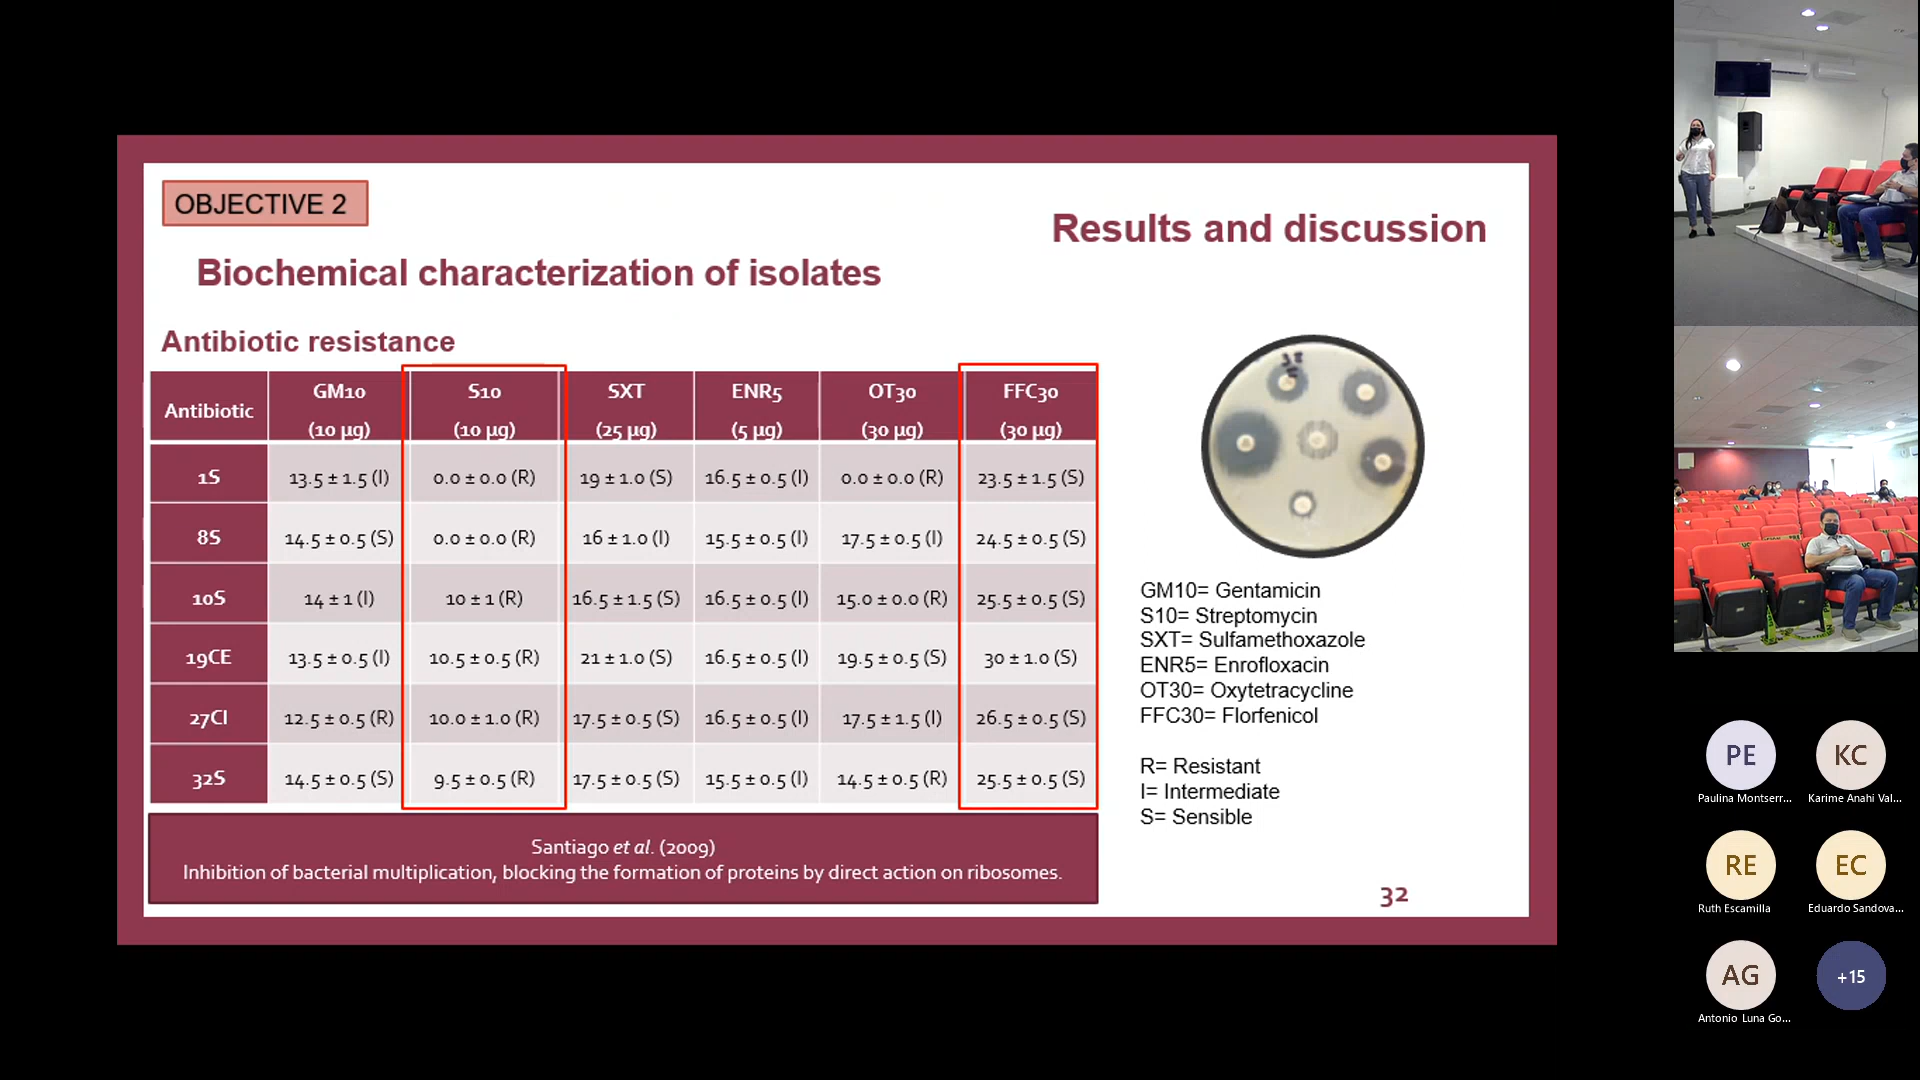 OBJECTIVE 2
Results and discussion
Biochemical characterization of isolates
Antibiotic resistance
Antibiotic GM10 (10 µg) S10 (10 µg) SXT (25 µg) ENR5 (5 µg) OT30 (30 µg) FFC30 (30 µg)
1S 13.5 ± 1.5 (I) 0.0 ± 0.0 (R) 19 ± 1.0 (S) 16.5 ± 0.5 (I) 0.0 ± 0.0 (R) 23.5 ± 1.5 (S)
8S 14.5 ± 0.5 (S) 0.0 ± 0.0 (R) 16 ± 1.0 (I) 15.5 ± 0.5 (I) 17.5 ± 0.5 (I) 24.5 ± 0.5 (S)
10S 14 ± 1 (I) 10 ± 1 (R) 16.5 ± 1.5 (S) 16.5 ± 0.5 (I) 15.0 ± 0.0 (R) 25.5 ± 0.5 (S)
19CE 13.5 ± 0.5 (I) 10.5 ± 0.5 (R) 21 ± 1.0 (S) 16.5 ± 0.5 (I) 19.5 ± 0.5 (S) 30 ± 1.0 (S)
27CI 12.5 ± 0.5 (R) 10.0 ± 1.0 (R) 17.5 ± 0.5 (S) 16.5 ± 0.5 (I) 17.5 ± 1.5 (I) 26.5 ± 0.5 (S)
32S 14.5 ± 0.5 (S) 9.5 ± 0.5 (R) 17.5 ± 0.5 (S) 15.5 ± 0.5 (I) 14.5 ± 0.5 (R) 25.5 ± 0.5 (S)
Santiago et al. (2009)
Inhibition of bacterial multiplication, blocking the formation of proteins by direct action on ribosomes.
GM10= Gentamicin
S10= Streptomycin
SXT= Sulfamethoxazole
ENR5= Enrofloxacin
OT30= Oxytetracycline
FFC30= Florfenicol
R= Resistant
I= Intermediate
S= Sensible
32
PE KC
Paulina Montserr... Karime Anahi Val...
RE EC
Ruth Escamilla Eduardo Sandova...
AG +15
Antonio Luna Go...